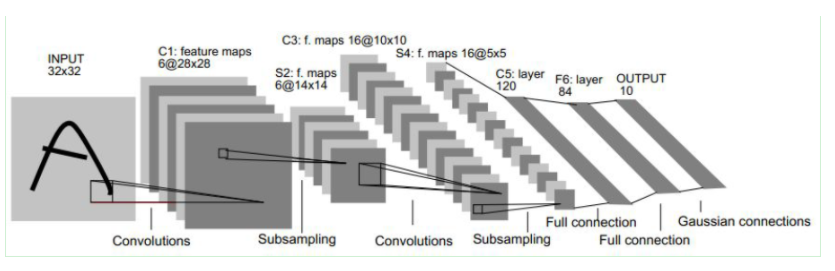 INPUT
32x32
C1: feature maps
6@28x28
S2: f. maps
6@14x14
C3: f. maps 16@10x10
S4: f. maps 16@5x5
C5: layer
120
F6: layer
84
OUTPUT
10
A
Convolutions
Subsampling
Convolutions
Subsampling
Full connection
Full connection
Gaussian connections